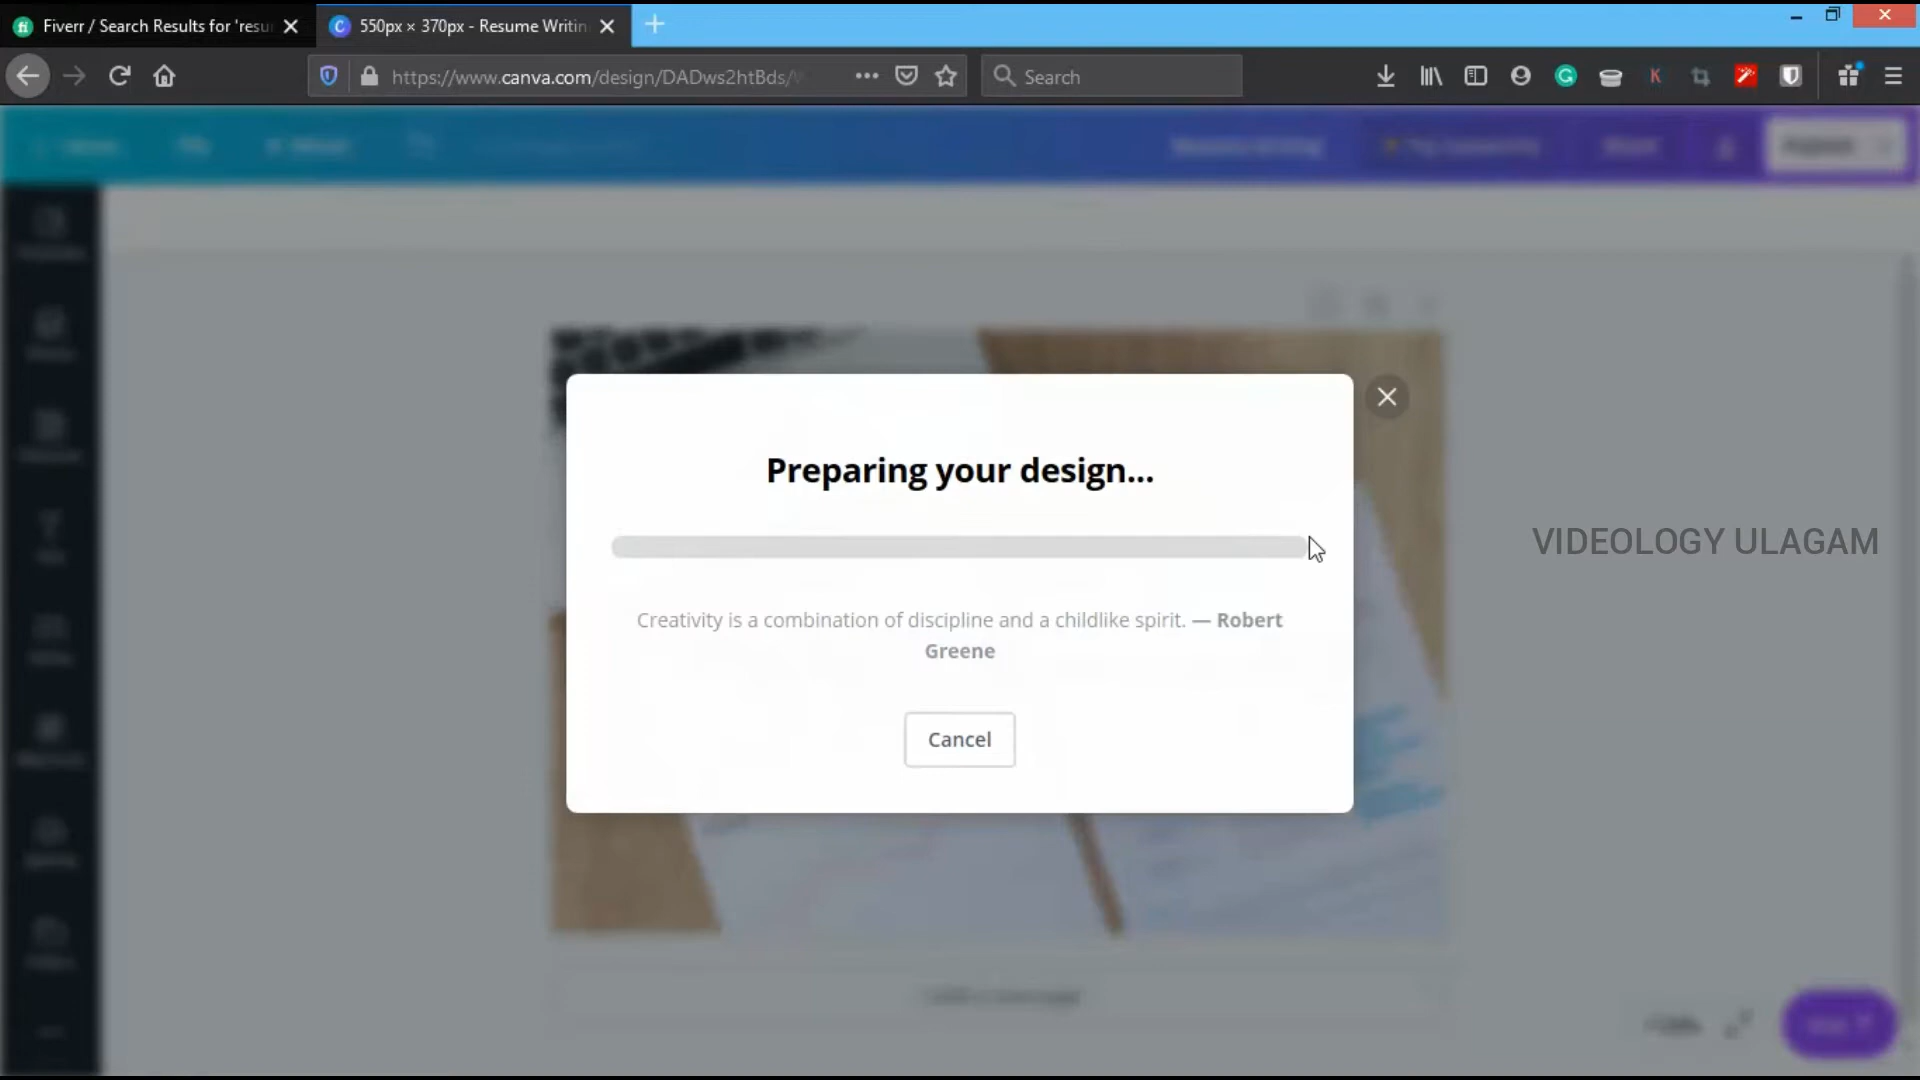 Fiverr / Search Results for 'resu
550px × 370px - Resume Writin
https://www.canva.com/design/DADws2htBds/
Search
Preparing your design...
VIDEOLOGY ULAGAM
Creativity is a combination of discipline and a childlike spirit. — Robert
Greene
Cancel